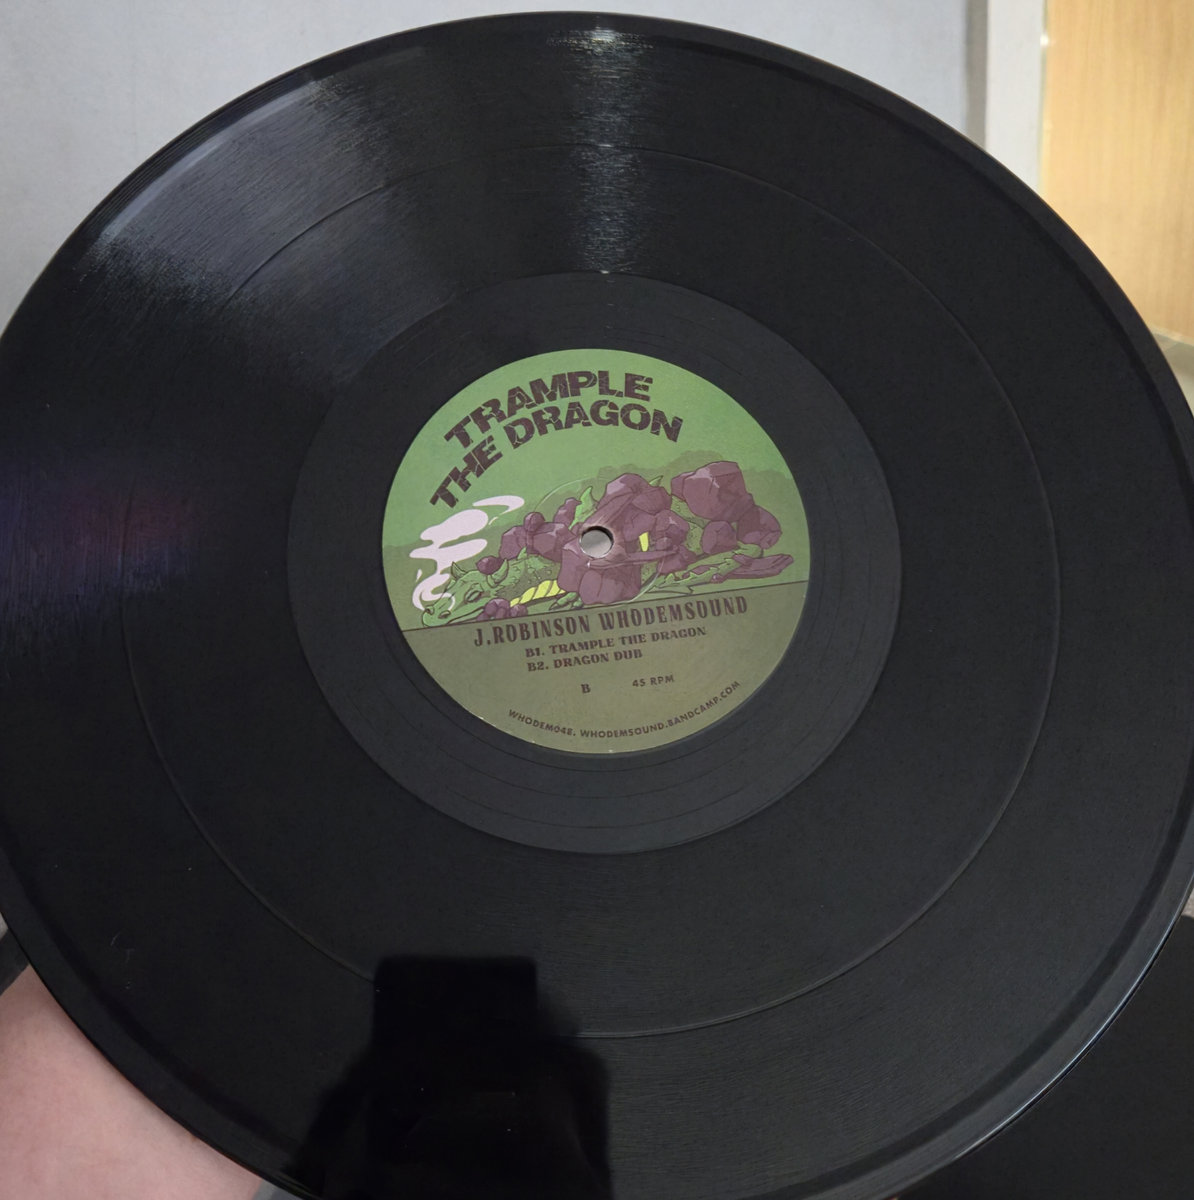 TRAMPLE
THE DRAGON
J.ROBINSON WHODEMSOUND
B1. TRAMPLE THE DRAGON
B2. DRAGON DUB
B 45 RPM
WHODEM048. WHODEMSOUND.BANDCAMP.COM